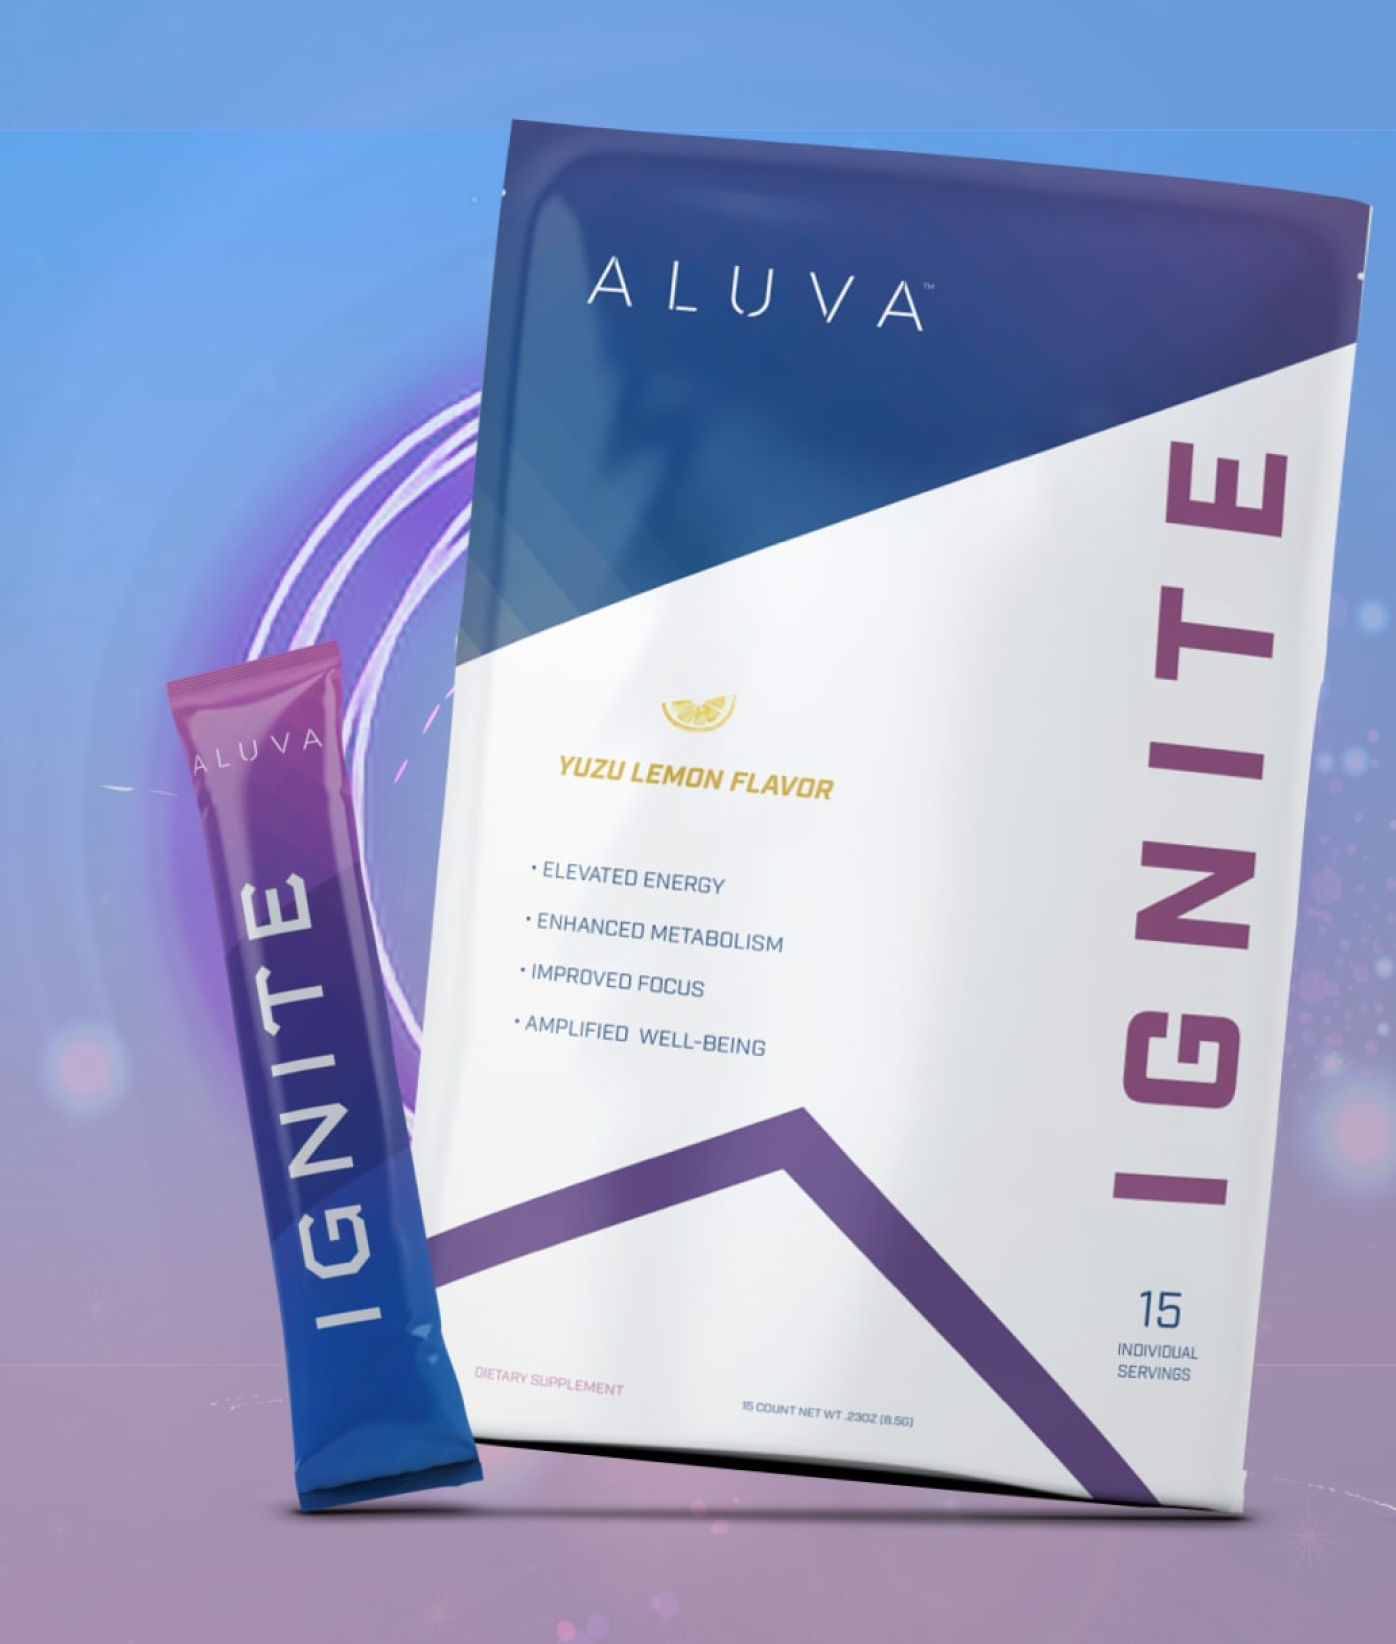 ALUVA™
IGNITE
YUZU LEMON FLAVOR
• ELEVATED ENERGY
• ENHANCED METABOLISM
• IMPROVED FOCUS
• AMPLIFIED WELL-BEING
15
INDIVIDUAL
SERVINGS
DIETARY SUPPLEMENT
15 COUNT NET WT .23OZ (6.5G)
ALUVA
IGNITE